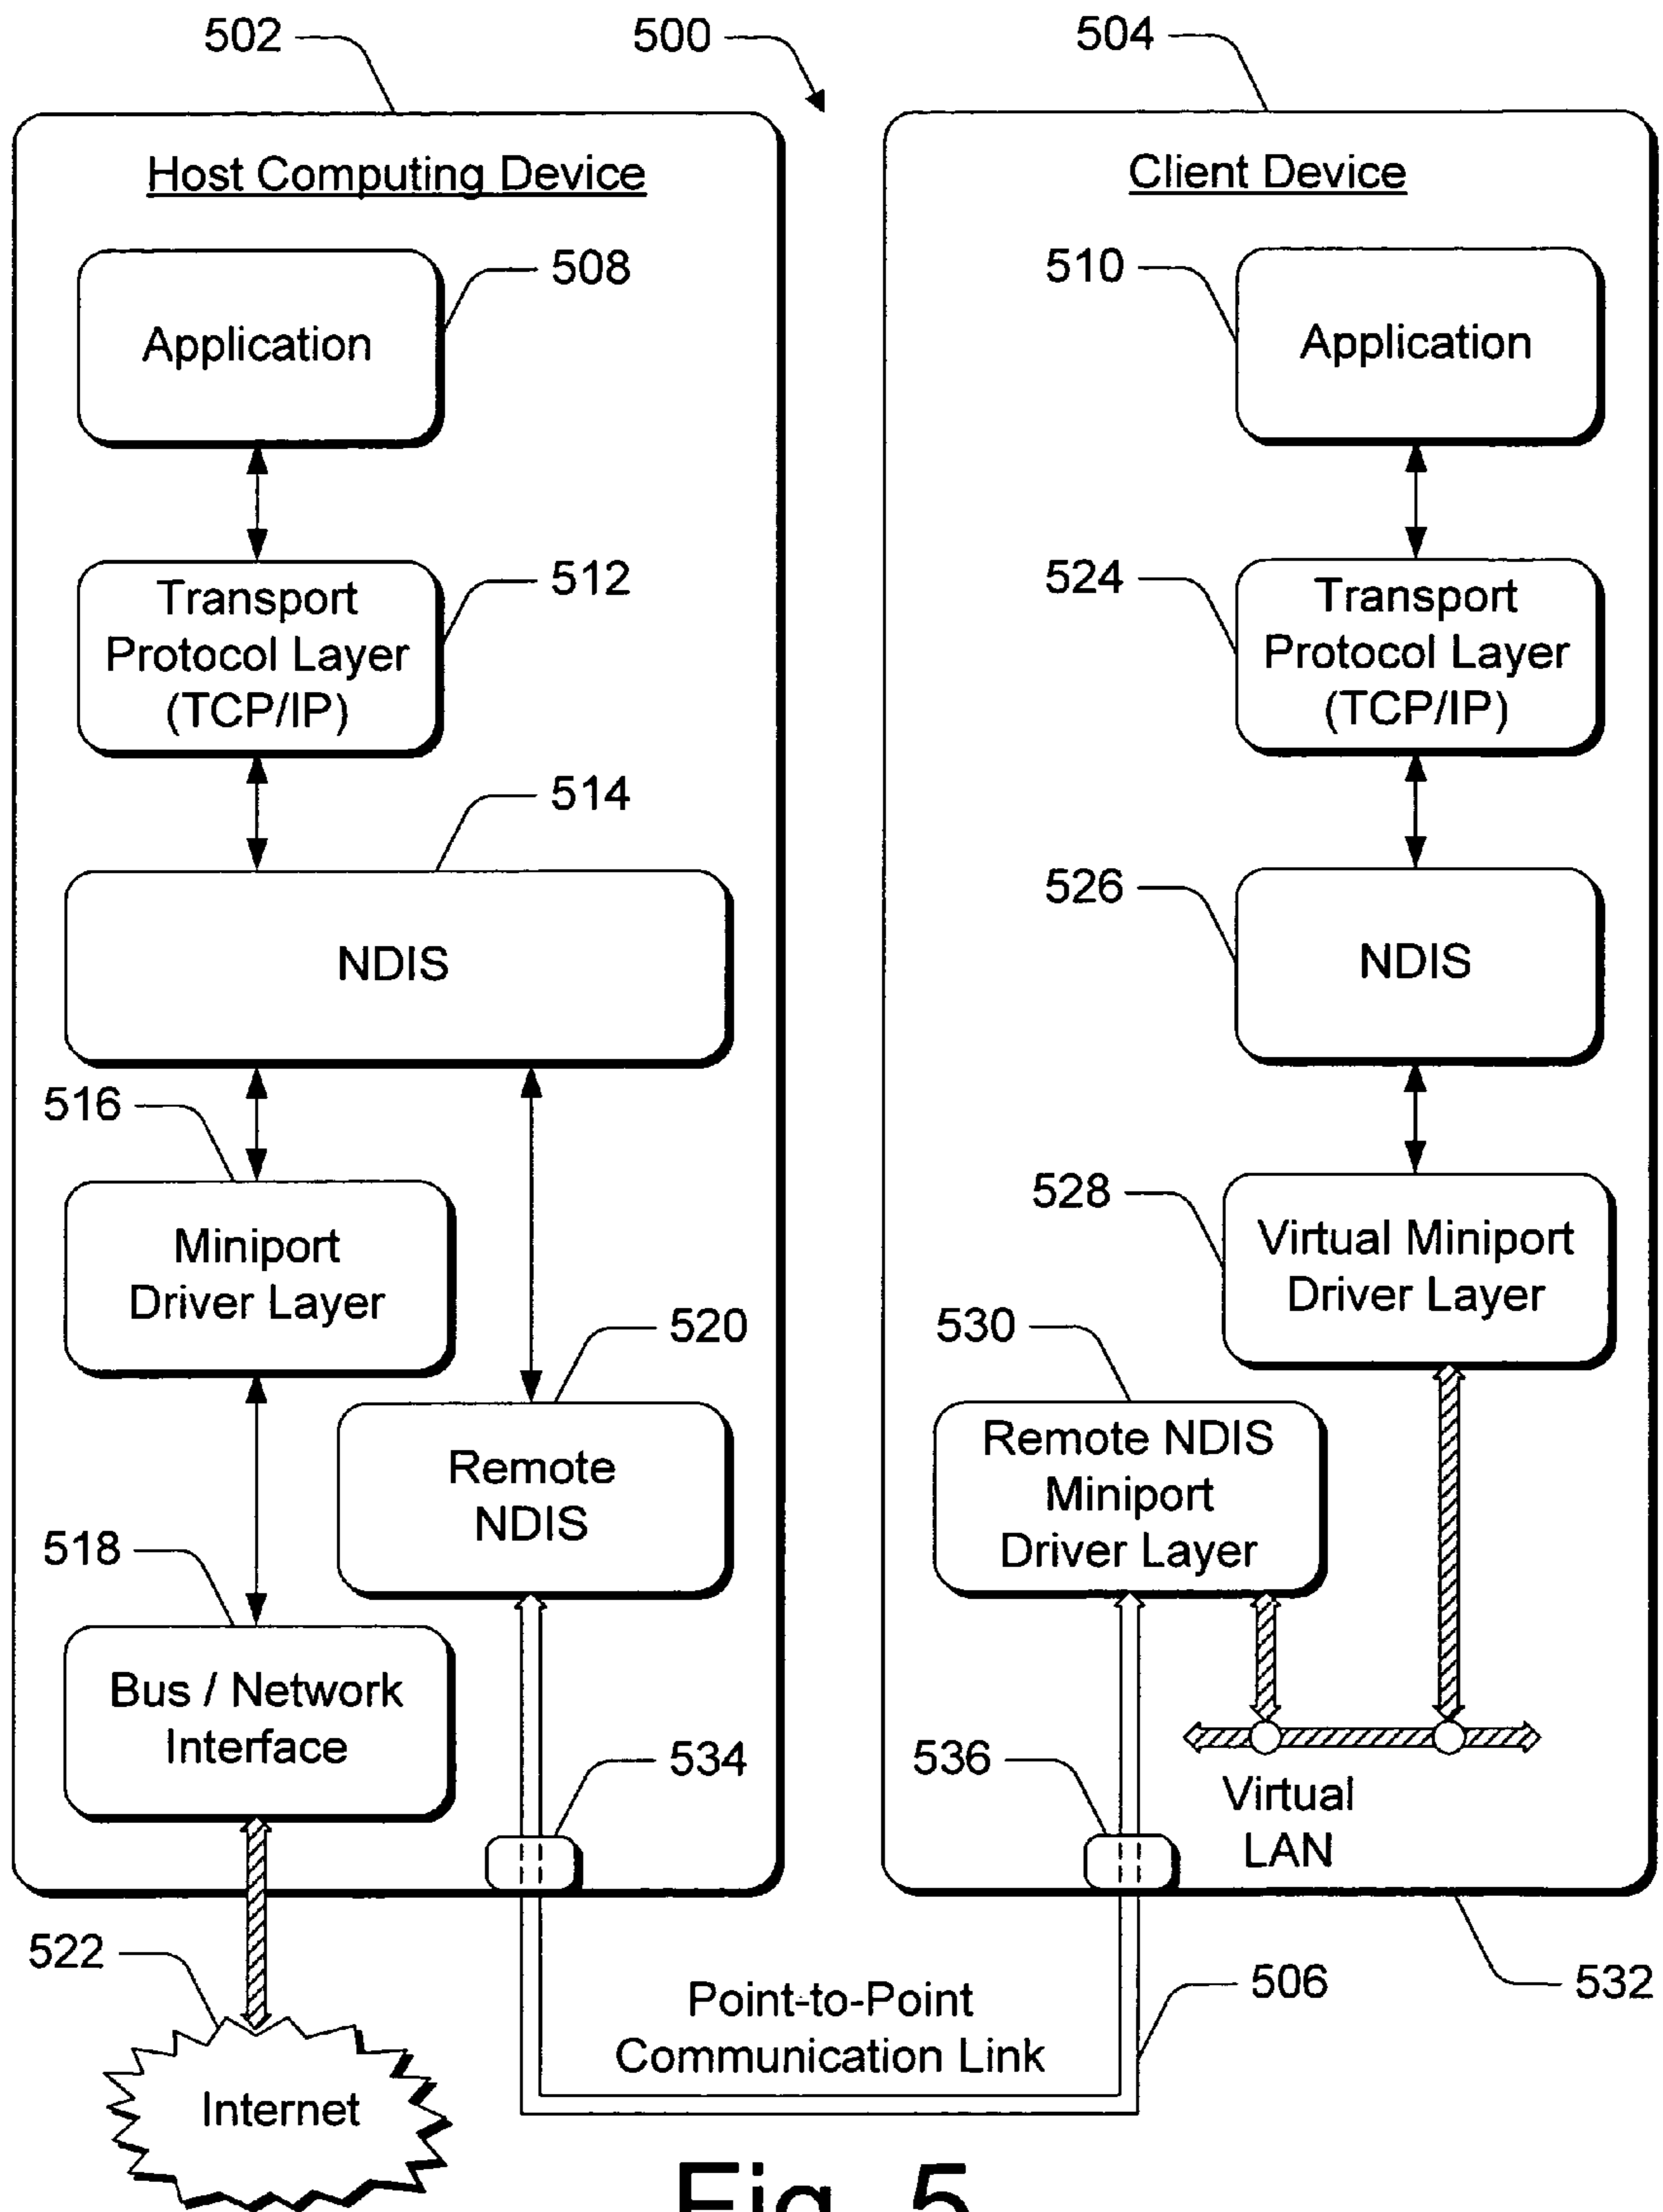 502
500
504
Host Computing Device
Client Device
508
510
Application
Application
512
524
Transport
Protocol Layer
(TCP/IP)
Transport
Protocol Layer
(TCP/IP)
514
526
NDIS
NDIS
516
528
Miniport
Driver Layer
Virtual Miniport
Driver Layer
520
530
Remote
NDIS
Remote NDIS
Miniport
Driver Layer
518
Bus / Network
Interface
534
536
Virtual
LAN
522
506
532
Point-to-Point
Communication Link
Internet
Fig. 5